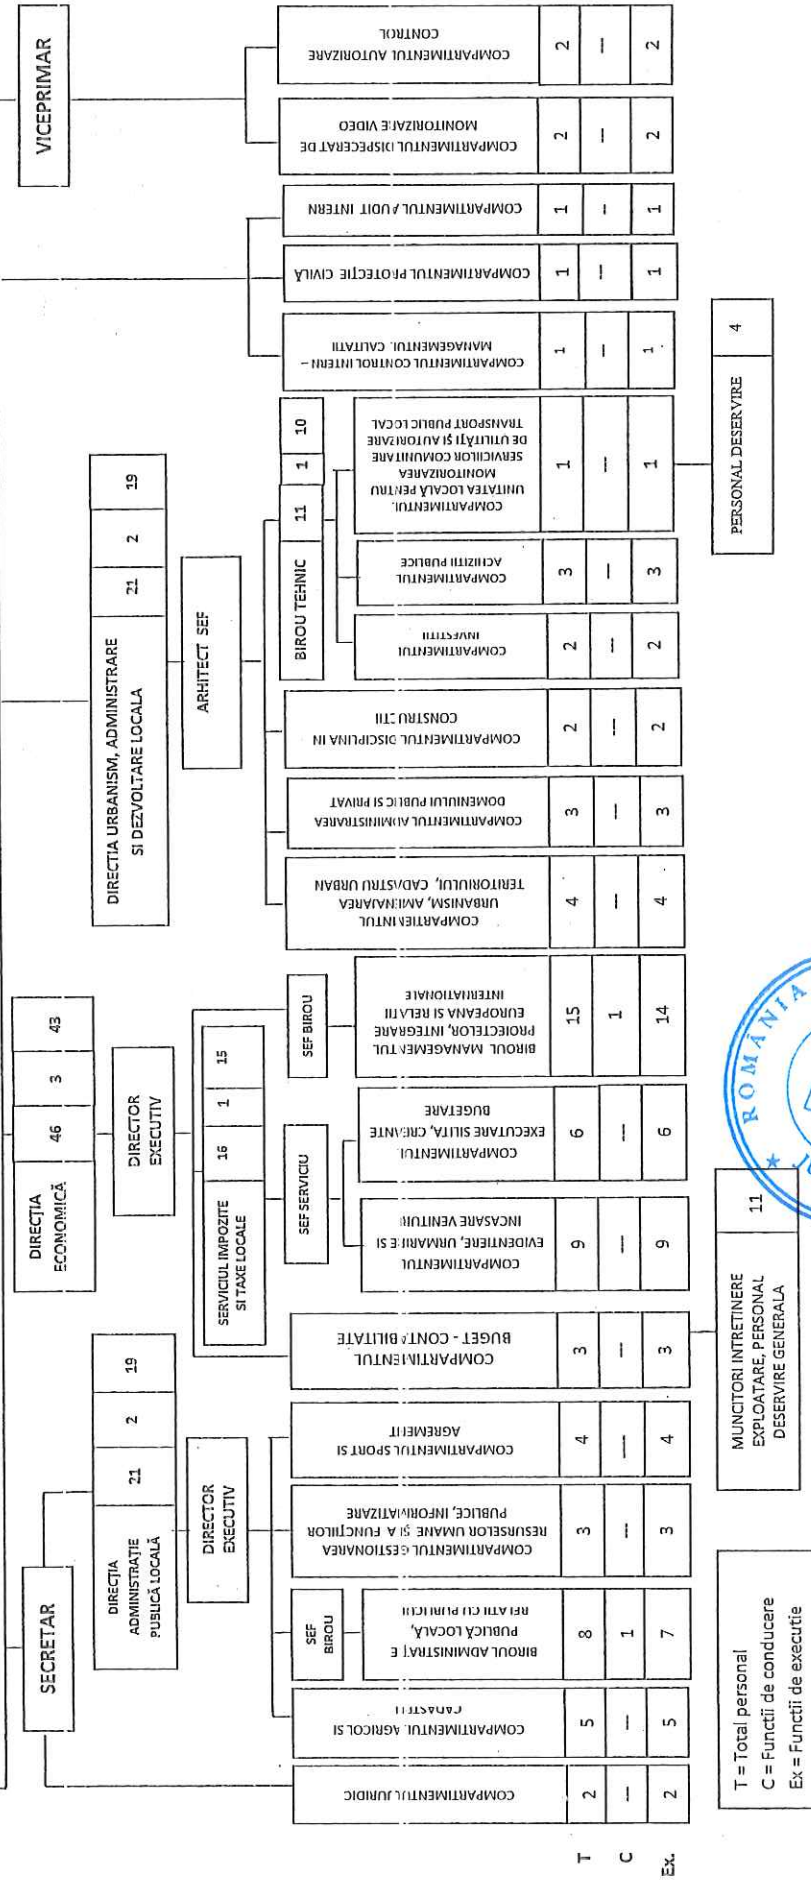 SECRETAR
VICEPRIMAR
DIRECȚIA
ADMINISTRAȚIE
PUBLICĂ LOCALĂ
21
2
19
DIRECTOR
EXECUTIV
SEF
BIROU
DIRECȚIA
ECONOMICĂ
46
3
43
DIRECTOR
EXECUTIV
SERVICIUL IMPOZITE
SI TAXE LOCALE
16
1
15
SEF SERVICIU
SEF BIROU
DIRECTIA URBANISM, ADMINISTRARE
SI DEZVOLTARE LOCALA
21
2
19
ARHITECT SEF
BIROU TEHNIC
11
1
10
COMPARTIMENTUL JURIDIC
2
---
2
COMPARTIMENTUL AGRICOL SI
5
---
5
BIROUL ADMINISTRAȚIE
PUBLICĂ LOCALĂ,
RELATII CU PUBLICUL
8
1
7
COMPARTIMENTUL GESTIONAREA
RESURSELOR UMANE ȘI A FUNCȚIILOR
PUBLICE, INFORMATIZARE
3
---
3
COMPARTIMENTUL SPORT SI
AGREMENT
4
---
4
COMPARTIMENTUL
BUGET - CONTABILITATE
3
---
3
COMPARTIMENTUL
EVIDENTIERE, URMARIRE SI
INCASARE VENITURI
9
---
9
COMPARTIMENTUL
EXECUTARE SILITA, CREANTE
BUGETARE
6
---
6
BIROUL MANAGEMENTUL
PROIECTELOR, INTEGRARE
EUROPEANA SI RELATII
INTERNATIONALE
15
1
14
COMPARTIMENTUL
URBANISM, AMENAJAREA
TERITORIULUI, CADASTRU URBAN
4
---
4
COMPARTIMENTUL ADMINISTRAREA
DOMENIULUI PUBLIC SI PRIVAT
3
---
3
COMPARTIMENTUL DISCIPLINA IN
CONSTRUCTII
2
---
2
COMPARTIMENTUL
INVESTITII
2
---
2
COMPARTIMENTUL
ACHIZITII PUBLICE
3
---
3
COMPARTIMENTUL
UNITATEA LOCALĂ PENTRU
MONITORIZAREA
SERVICIILOR COMUNITARE
DE UTILITĂȚI ȘI AUTORIZARE
TRANSPORT PUBLIC LOCAL
1
---
1
COMPARTIMENTUL CONTROL INTERN –
MANAGEMENTUL CALITATII
1
---
1
COMPARTIMENTUL PROTECȚIE CIVILĂ
1
---
1
COMPARTIMENTUL AUDIT INTERN
1
---
1
COMPARTIMENTUL DISPECERAT DE
MONITORIZARE VIDEO
2
---
2
COMPARTIMENTUL AUTORIZARE
CONTROL
2
---
2
T
C
Ex.
T = Total personal
C = Functii de conducere
Ex = Functii de executie
MUNCITORI INTRETINERE
EXPLOATARE, PERSONAL
DESERVIRE GENERALA
11
PERSONAL DESERVIRE
4
ROMÂNIA